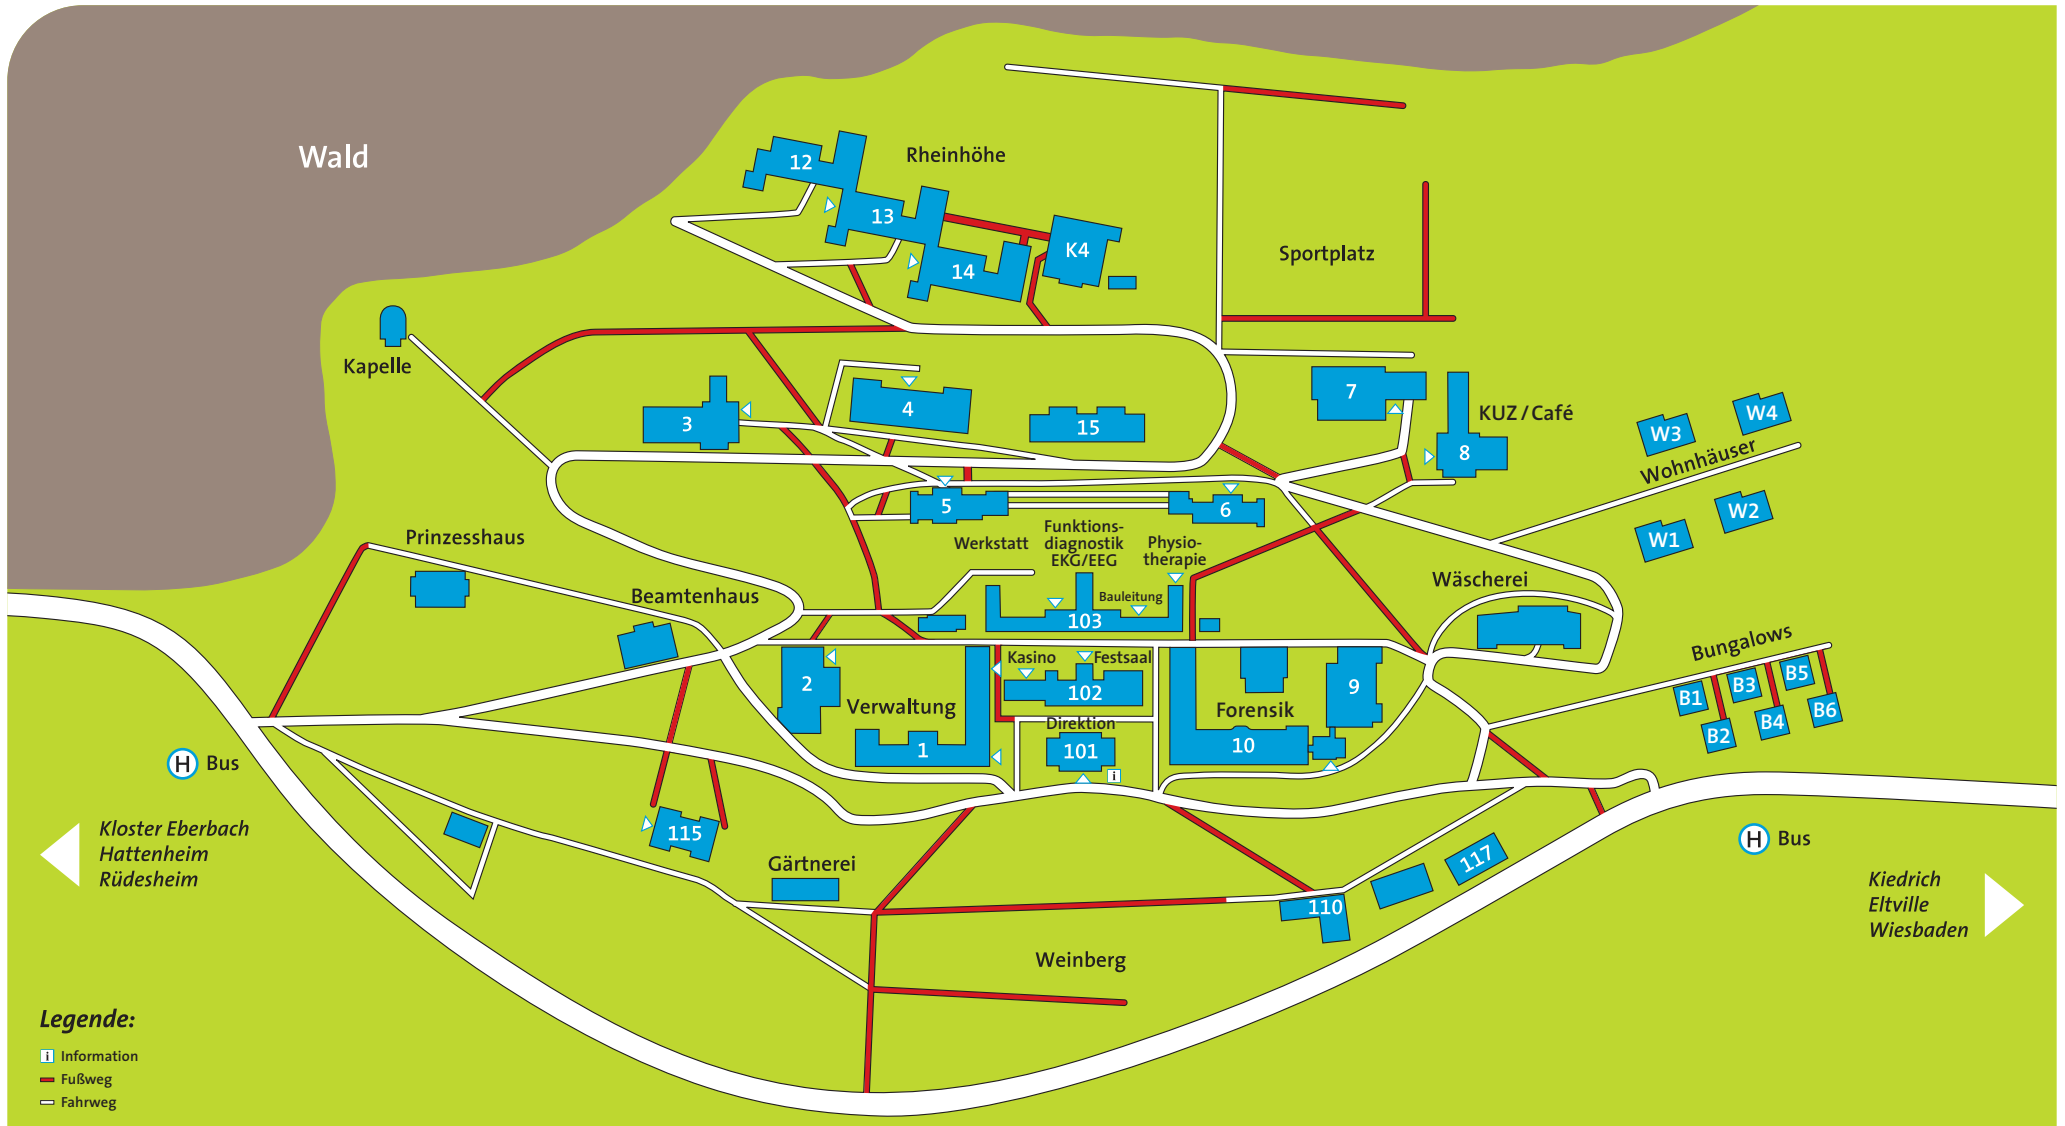 Wald
Rheinhöhe
12
13
14
K4
Sportplatz
Kapelle
3
4
15
7
KUZ / Café
8
W3
W4
Wohnhäuser
W2
W1
5
6
Prinzesshaus
Werkstatt
Funktions-
diagnostik
EKG/EEG
Physio-
therapie
Beamtenhaus
Bauleitung
103
Wäscherei
Bungalows
B1
B3
B5
B2
B4
B6
2
Verwaltung
1
Kasino
Festsaal
102
Direktion
101
i
Forensik
10
9
H Bus
Kloster Eberbach
Hattenheim
Rüdesheim
115
Gärtnerei
110
117
H Bus
Kiedrich
Eltville
Wiesbaden
Weinberg
Legende:
i Information
Fußweg
Fahrweg